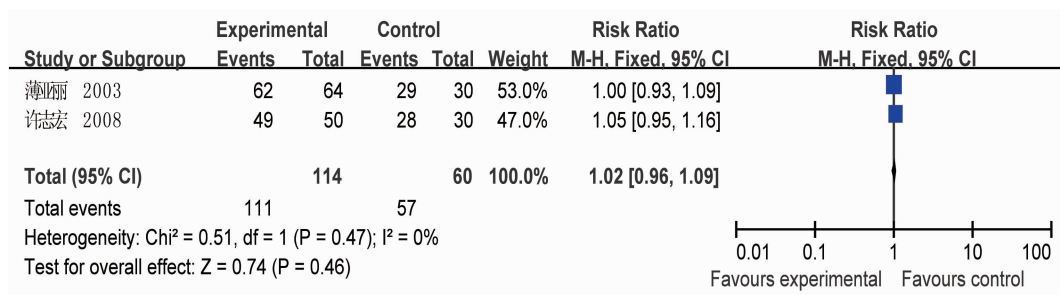 Experimental Control Risk Ratio Risk Ratio
Study or Subgroup Events Total Events Total Weight M-H, Fixed, 95% CI M-H, Fixed, 95% CI
薄丽 2003 62 64 29 30 53.0% 1.00 [0.93, 1.09]
许志宏 2008 49 50 28 30 47.0% 1.05 [0.95, 1.16]
Total (95% CI) 114 60 100.0% 1.02 [0.96, 1.09]
Total events 111 57
Heterogeneity: Chi² = 0.51, df = 1 (P = 0.47); I² = 0%
Test for overall effect: Z = 0.74 (P = 0.46)
0.01 0.1 1 10 100
Favours experimental Favours control